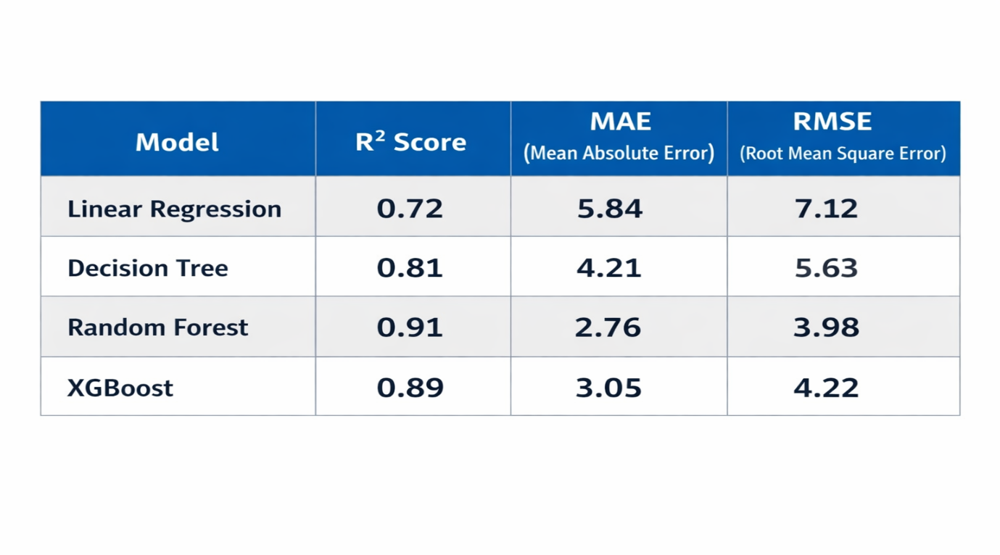 Model R² Score MAE (Mean Absolute Error) RMSE (Root Mean Square Error)
Linear Regression 0.72 5.84 7.12
Decision Tree 0.81 4.21 5.63
Random Forest 0.91 2.76 3.98
XGBoost 0.89 3.05 4.22